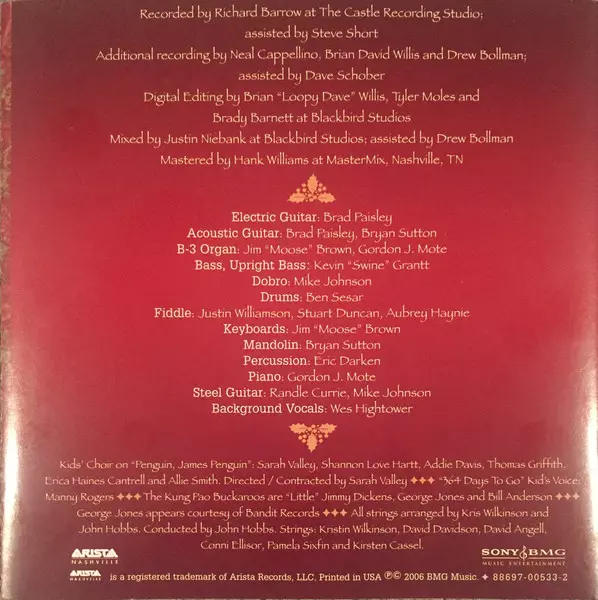 Recorded by Richard Barrow at The Castle Recording Studio;
assisted by Steve Short
Additional recording by Neal Cappellino, Brian David Willis and Drew Bollman;
assisted by Dave Schober
Digital Editing by Brian "Loopy Dave" Willis, Tyler Moles and
Brady Barnett at Blackbird Studios
Mixed by Justin Niebank at Blackbird Studios; assisted by Drew Bollman
Mastered by Hank Williams at MasterMix, Nashville, TN
Electric Guitar: Brad Paisley
Acoustic Guitar: Brad Paisley, Bryan Sutton
B-3 Organ: Jim "Moose" Brown, Gordon J. Mote
Bass, Upright Bass: Kevin "Swine" Grantt
Dobro: Mike Johnson
Drums: Ben Sesar
Fiddle: Justin Williamson, Stuart Duncan, Aubrey Haynie
Keyboards: Jim "Moose" Brown
Mandolin: Bryan Sutton
Percussion: Eric Darken
Piano: Gordon J. Mote
Steel Guitar: Randle Currie, Mike Johnson
Background Vocals: Wes Hightower
Kids' Choir on "Penguin, James Penguin": Sarah Valley, Shannon Love Hartt, Addie Davis, Thomas Griffith,
Erica Haines Cantrell and Allie Smith. Directed / Contracted by Sarah Valley ✦✦✦ "364 Days To Go" Kid's Voice:
Manny Rogers ✦✦✦ The Kung Pao Buckaroos are "Little" Jimmy Dickens, George Jones and Bill Anderson ✦✦✦
George Jones appears courtesy of Bandit Records ✦✦✦ All strings arranged by Kris Wilkinson and
John Hobbs. Conducted by John Hobbs. Strings: Kristin Wilkinson, David Davidson, David Angell,
Conni Ellisor, Pamela Sixfin and Kirsten Cassel.
ARISTA NASHVILLE
SONY BMG MUSIC ENTERTAINMENT
ARISTA NASHVILLE is a registered trademark of Arista Records, LLC. Printed in USA ℗© 2006 BMG Music. ✦ 88697-00533-2